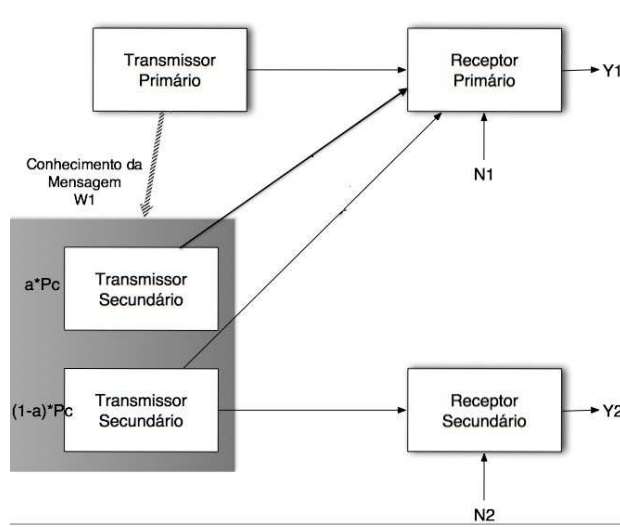 Transmissor
Primário
Receptor
Primário
Y1
N1
Conhecimento da
Mensagem
W1
a*Pc
Transmissor
Secundário
(1-a)*Pc
Transmissor
Secundário
Receptor
Secundário
Y2
N2